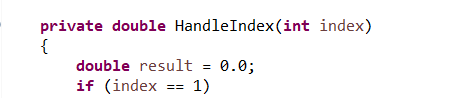 private double HandleIndex(int index)
{
double result = 0.0;
if (index == 1)